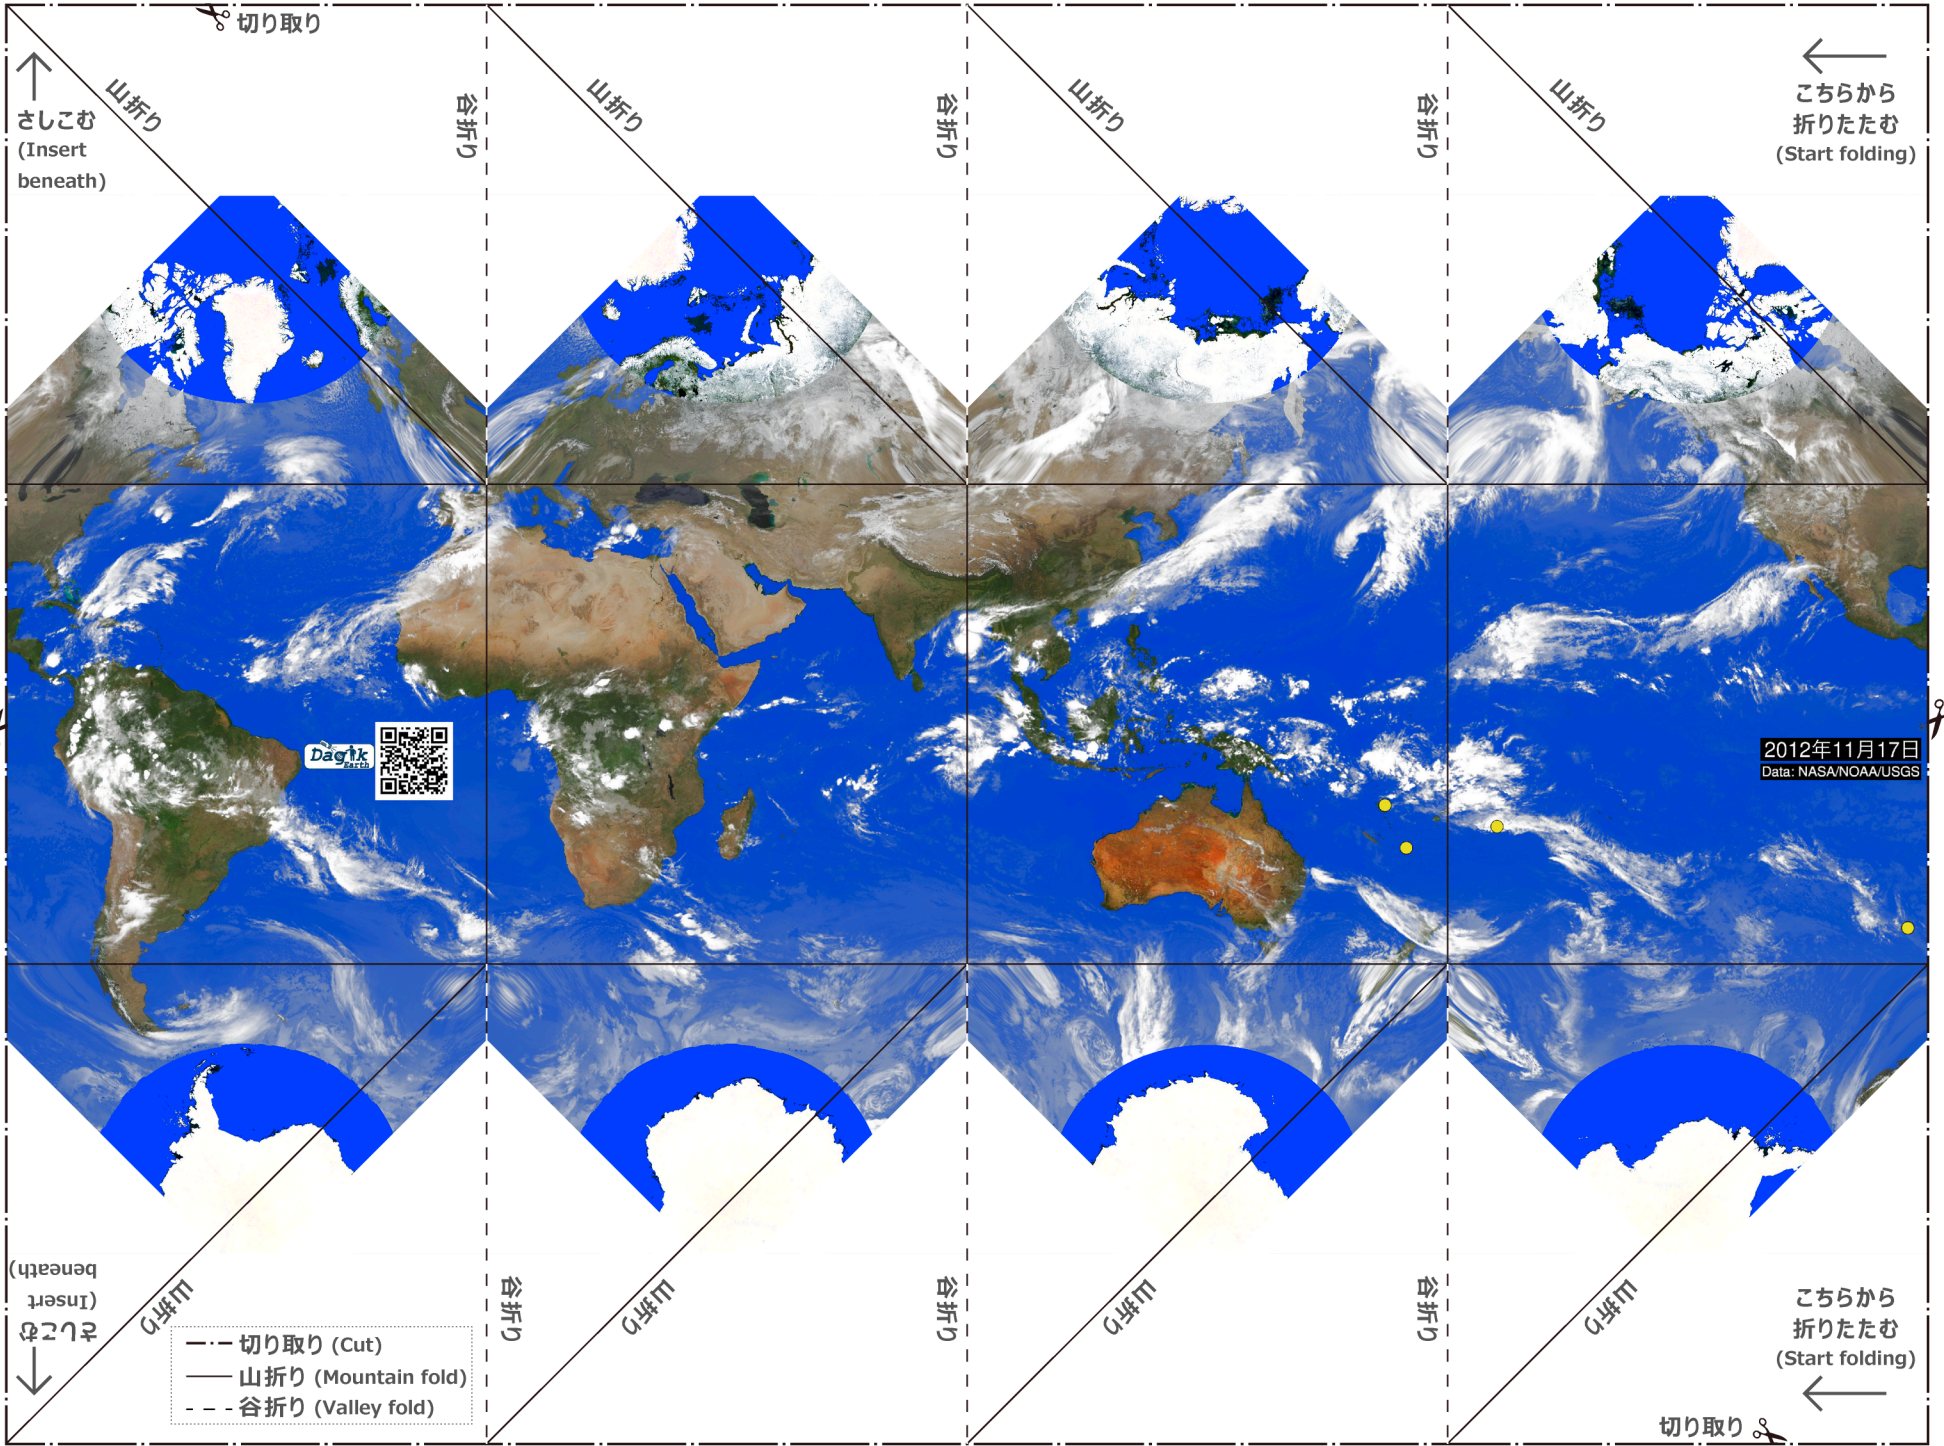 切り取り
山折り
谷折り
山折り
谷折り
山折り
谷折り
山折り
さしこむ
(Insert
beneath)
こちらから
折りたたむ
(Start folding)
Dagik
Earth
2012年11月17日
Data: NASA/NOAA/USGS
さしこむ
(Insert
beneath)
山折り
谷折り
山折り
谷折り
山折り
谷折り
山折り
切り取り (Cut)
山折り (Mountain fold)
谷折り (Valley fold)
こちらから
折りたたむ
(Start folding)
切り取り